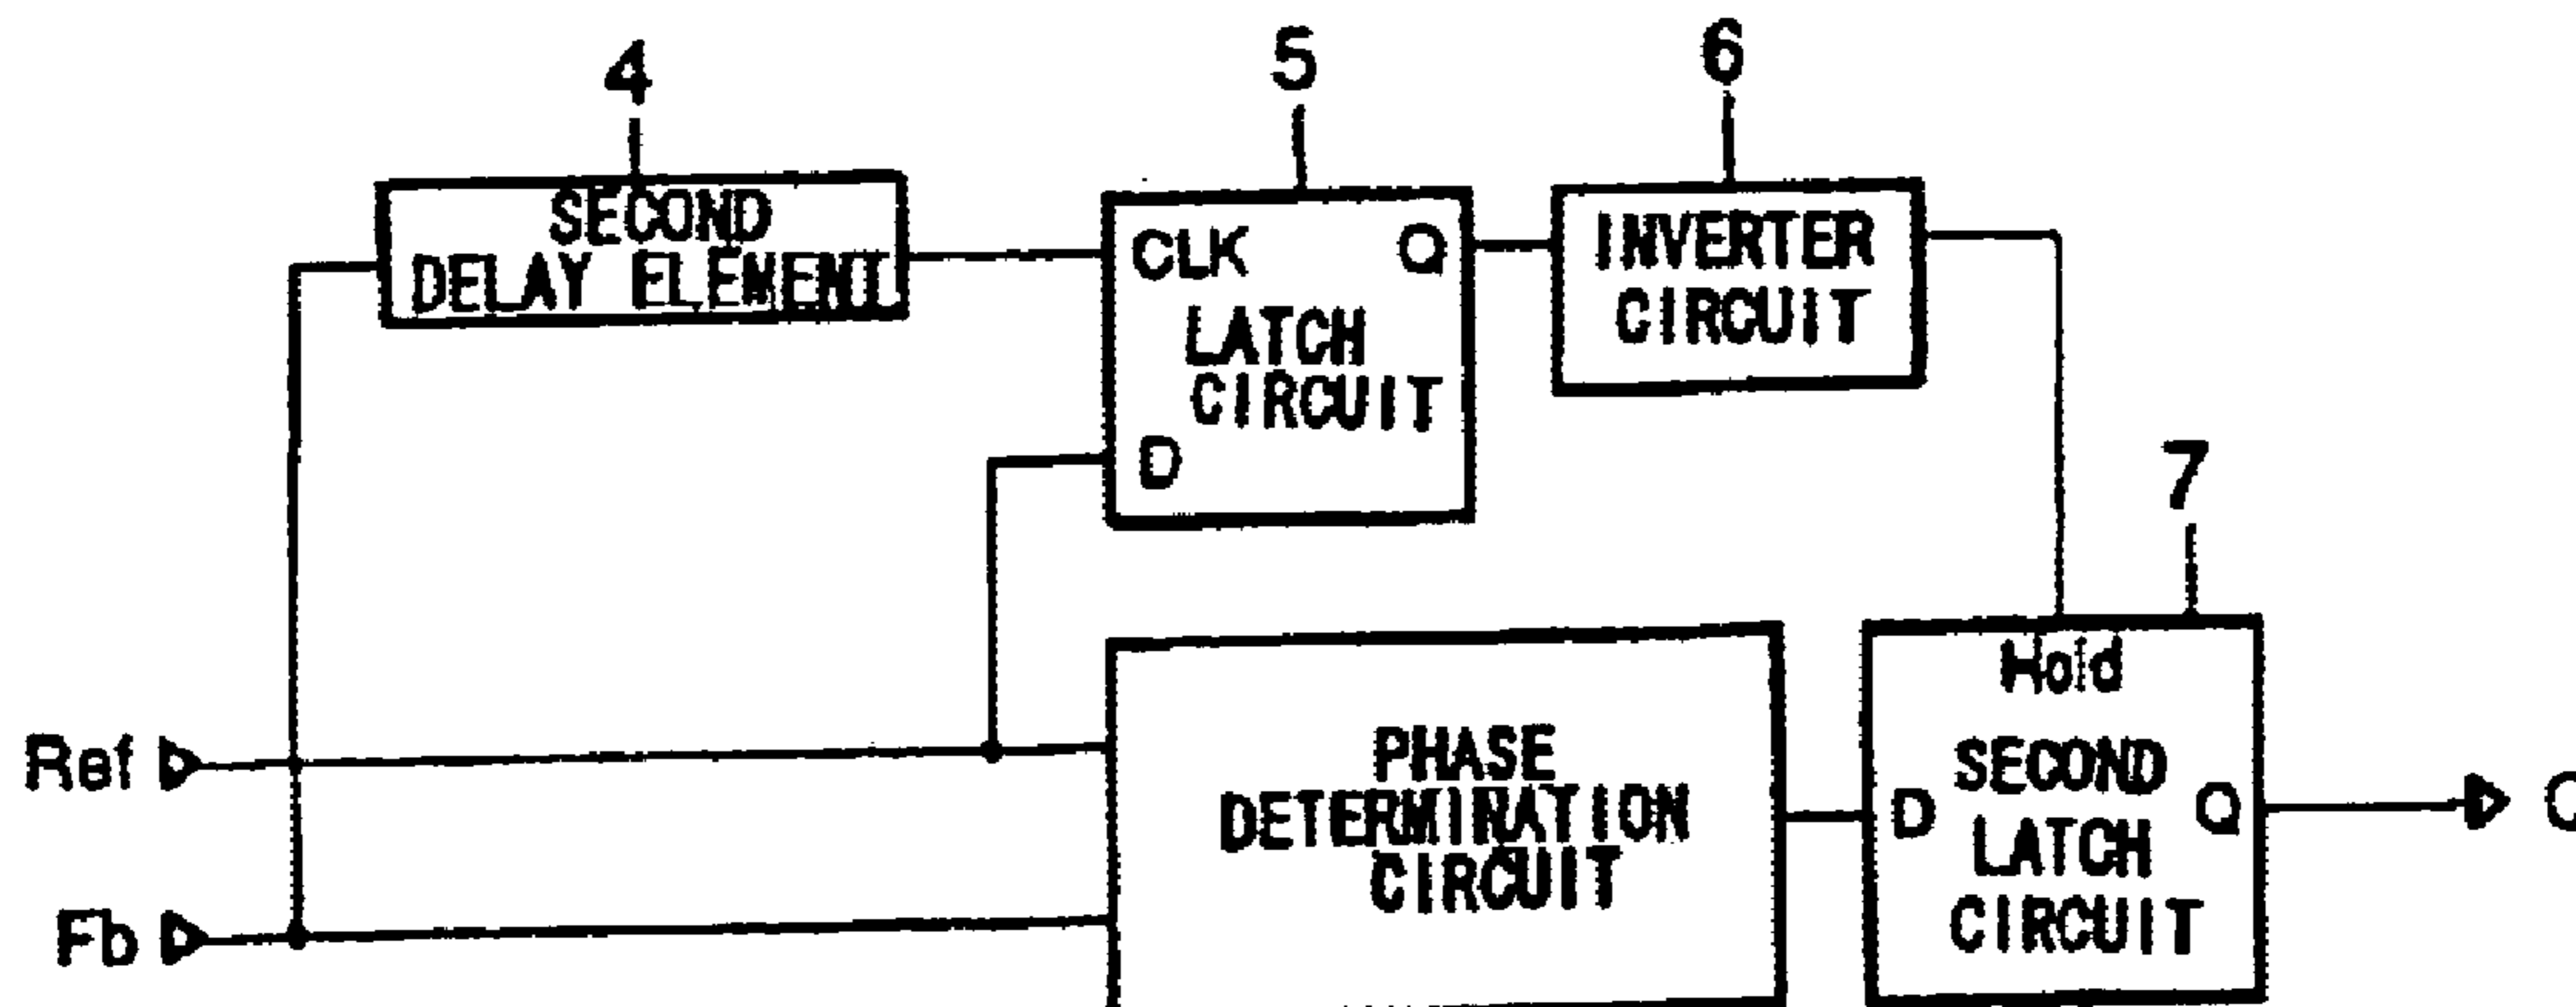 4
5
6
SECOND
DELAY ELEMENT
CLK Q
LATCH
CIRCUIT
D
INVERTER
CIRCUIT
7
Hold
SECOND
LATCH
CIRCUIT
D Q
Ref
Fb
PHASE
DETERMINATION
CIRCUIT